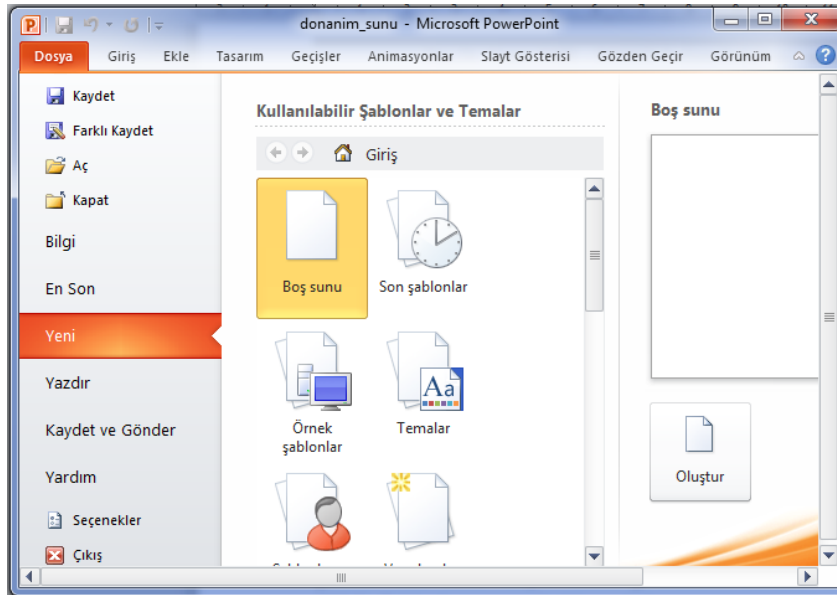 donanim_sunu - Microsoft PowerPoint
Dosya Giriş Ekle Tasarım Geçişler Animasyonlar Slayt Gösterisi Gözden Geçir Görünüm
Kaydet
Farklı Kaydet
Aç
Kapat
Bilgi
En Son
Yeni
Yazdır
Kaydet ve Gönder
Yardım
Seçenekler
Çıkış
Kullanılabilir Şablonlar ve Temalar
Giriş
Boş sunu
Son şablonlar
Örnek
şablonlar
Aa
Temalar
Boş sunu
Oluştur